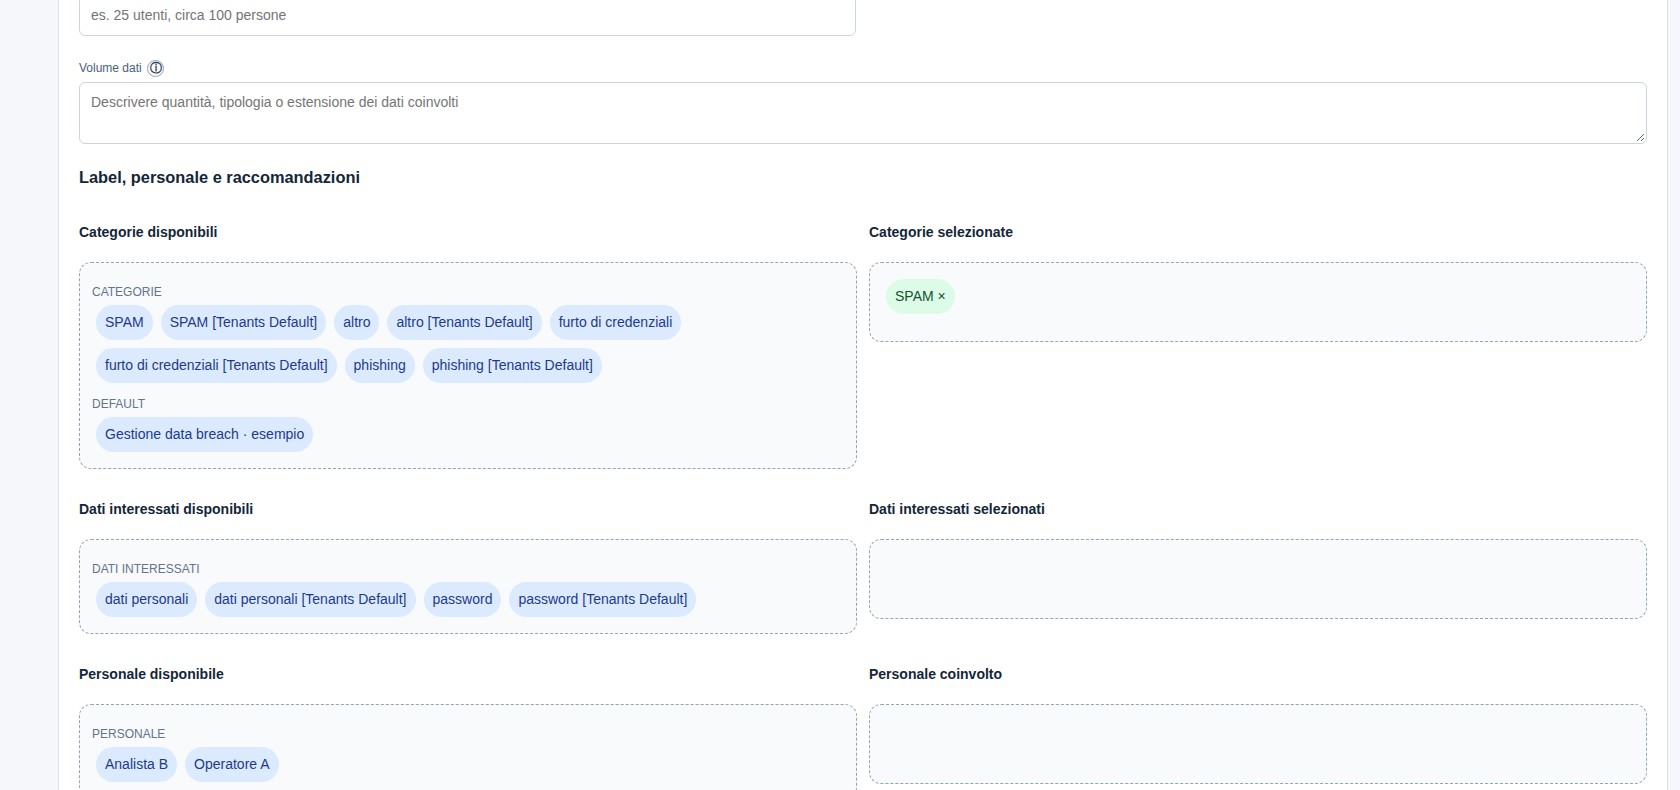 es. 25 utenti, circa 100 persone
Volume dati ⓘ
Descrivere quantità, tipologia o estensione dei dati coinvolti
Label, personale e raccomandazioni
Categorie disponibili
CATEGORIE
SPAM SPAM [Tenants Default] altro altro [Tenants Default] furto di credenziali
furto di credenziali [Tenants Default] phishing phishing [Tenants Default]
DEFAULT
Gestione data breach · esempio
Categorie selezionate
SPAM ×
Dati interessati disponibili
DATI INTERESSATI
dati personali dati personali [Tenants Default] password password [Tenants Default]
Dati interessati selezionati
Personale disponibile
PERSONALE
Analista B Operatore A
Personale coinvolto